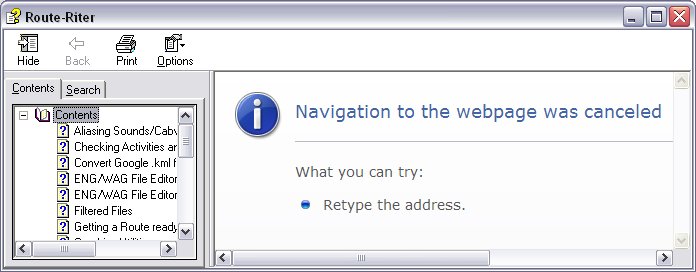 Route-Riter
Hide
Back
Print
Options
Contents
Search
Contents
Aliasing Sounds/Cabv
Checking Activities an
Convert Google .kml f
ENG/WAG File Editor
ENG/WAG File Editor
Filtered Files
Getting a Route ready
Navigation to the webpage was canceled
What you can try:
Retype the address.